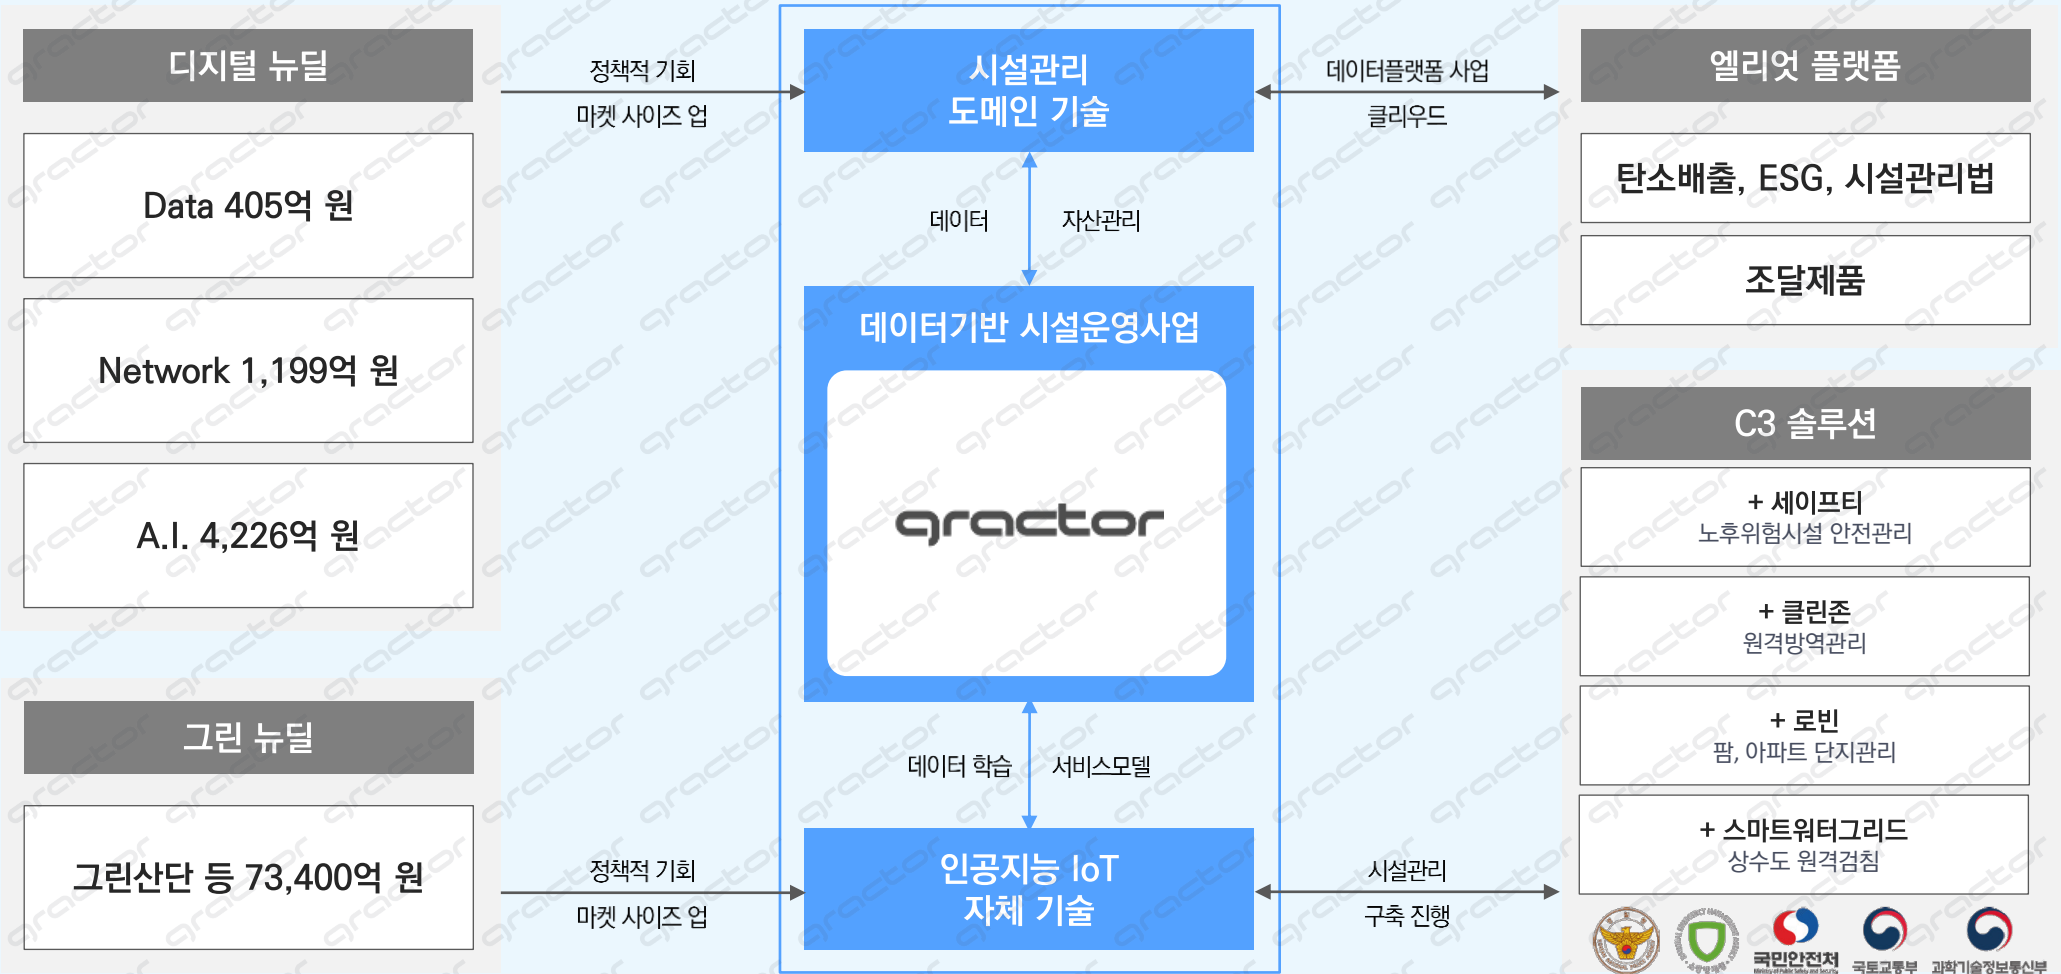 디지털 뉴딜
Data 405억 원
Network 1,199억 원
A.I. 4,226억 원
그린 뉴딜
그린산단 등 73,400억 원
정책적 기회
마켓 사이즈 업
정책적 기회
마켓 사이즈 업
시설관리
도메인 기술
데이터 자산관리
데이터기반 시설운영사업
gractor
데이터 학습 서비스모델
인공지능 IoT
자체 기술
데이터플랫폼 사업
클리우드
시설관리
구축 진행
엘리엇 플랫폼
탄소배출, ESG, 시설관리법
조달제품
C3 솔루션
+ 세이프티
노후위험시설 안전관리
+ 클린존
원격방역관리
+ 로빈
팜, 아파트 단지관리
+ 스마트워터그리드
상수도 원격검침
국민안전처
Ministry of Public Safety and Security
국토교통부
과학기술정보통신부